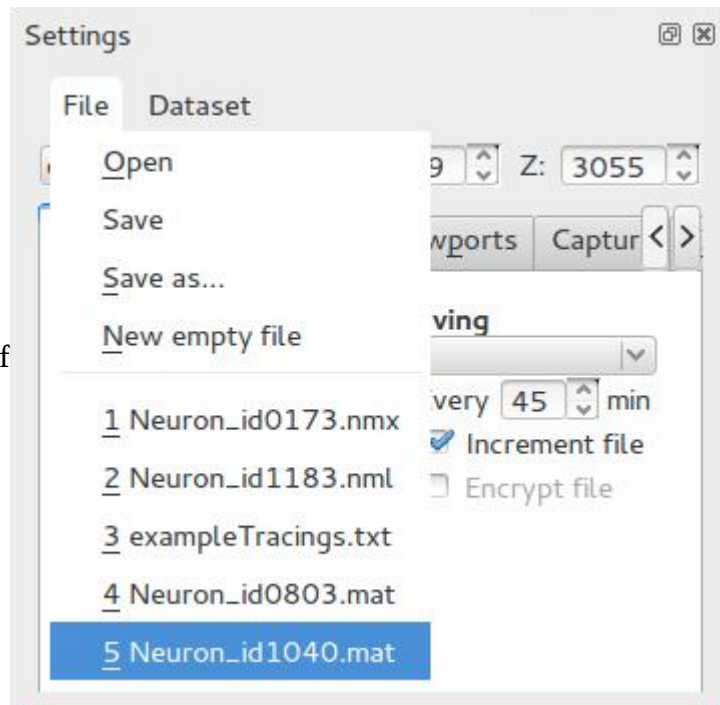 Settings
File Dataset
Open
9 Z: 3055
Save
wports Captur
Save as...
ving
New empty file
f
very 45 min
1 Neuron_id0173.nmx
Increment file
2 Neuron_id1183.nml
Encrypt file
3 exampleTracings.txt
4 Neuron_id0803.mat
5 Neuron_id1040.mat